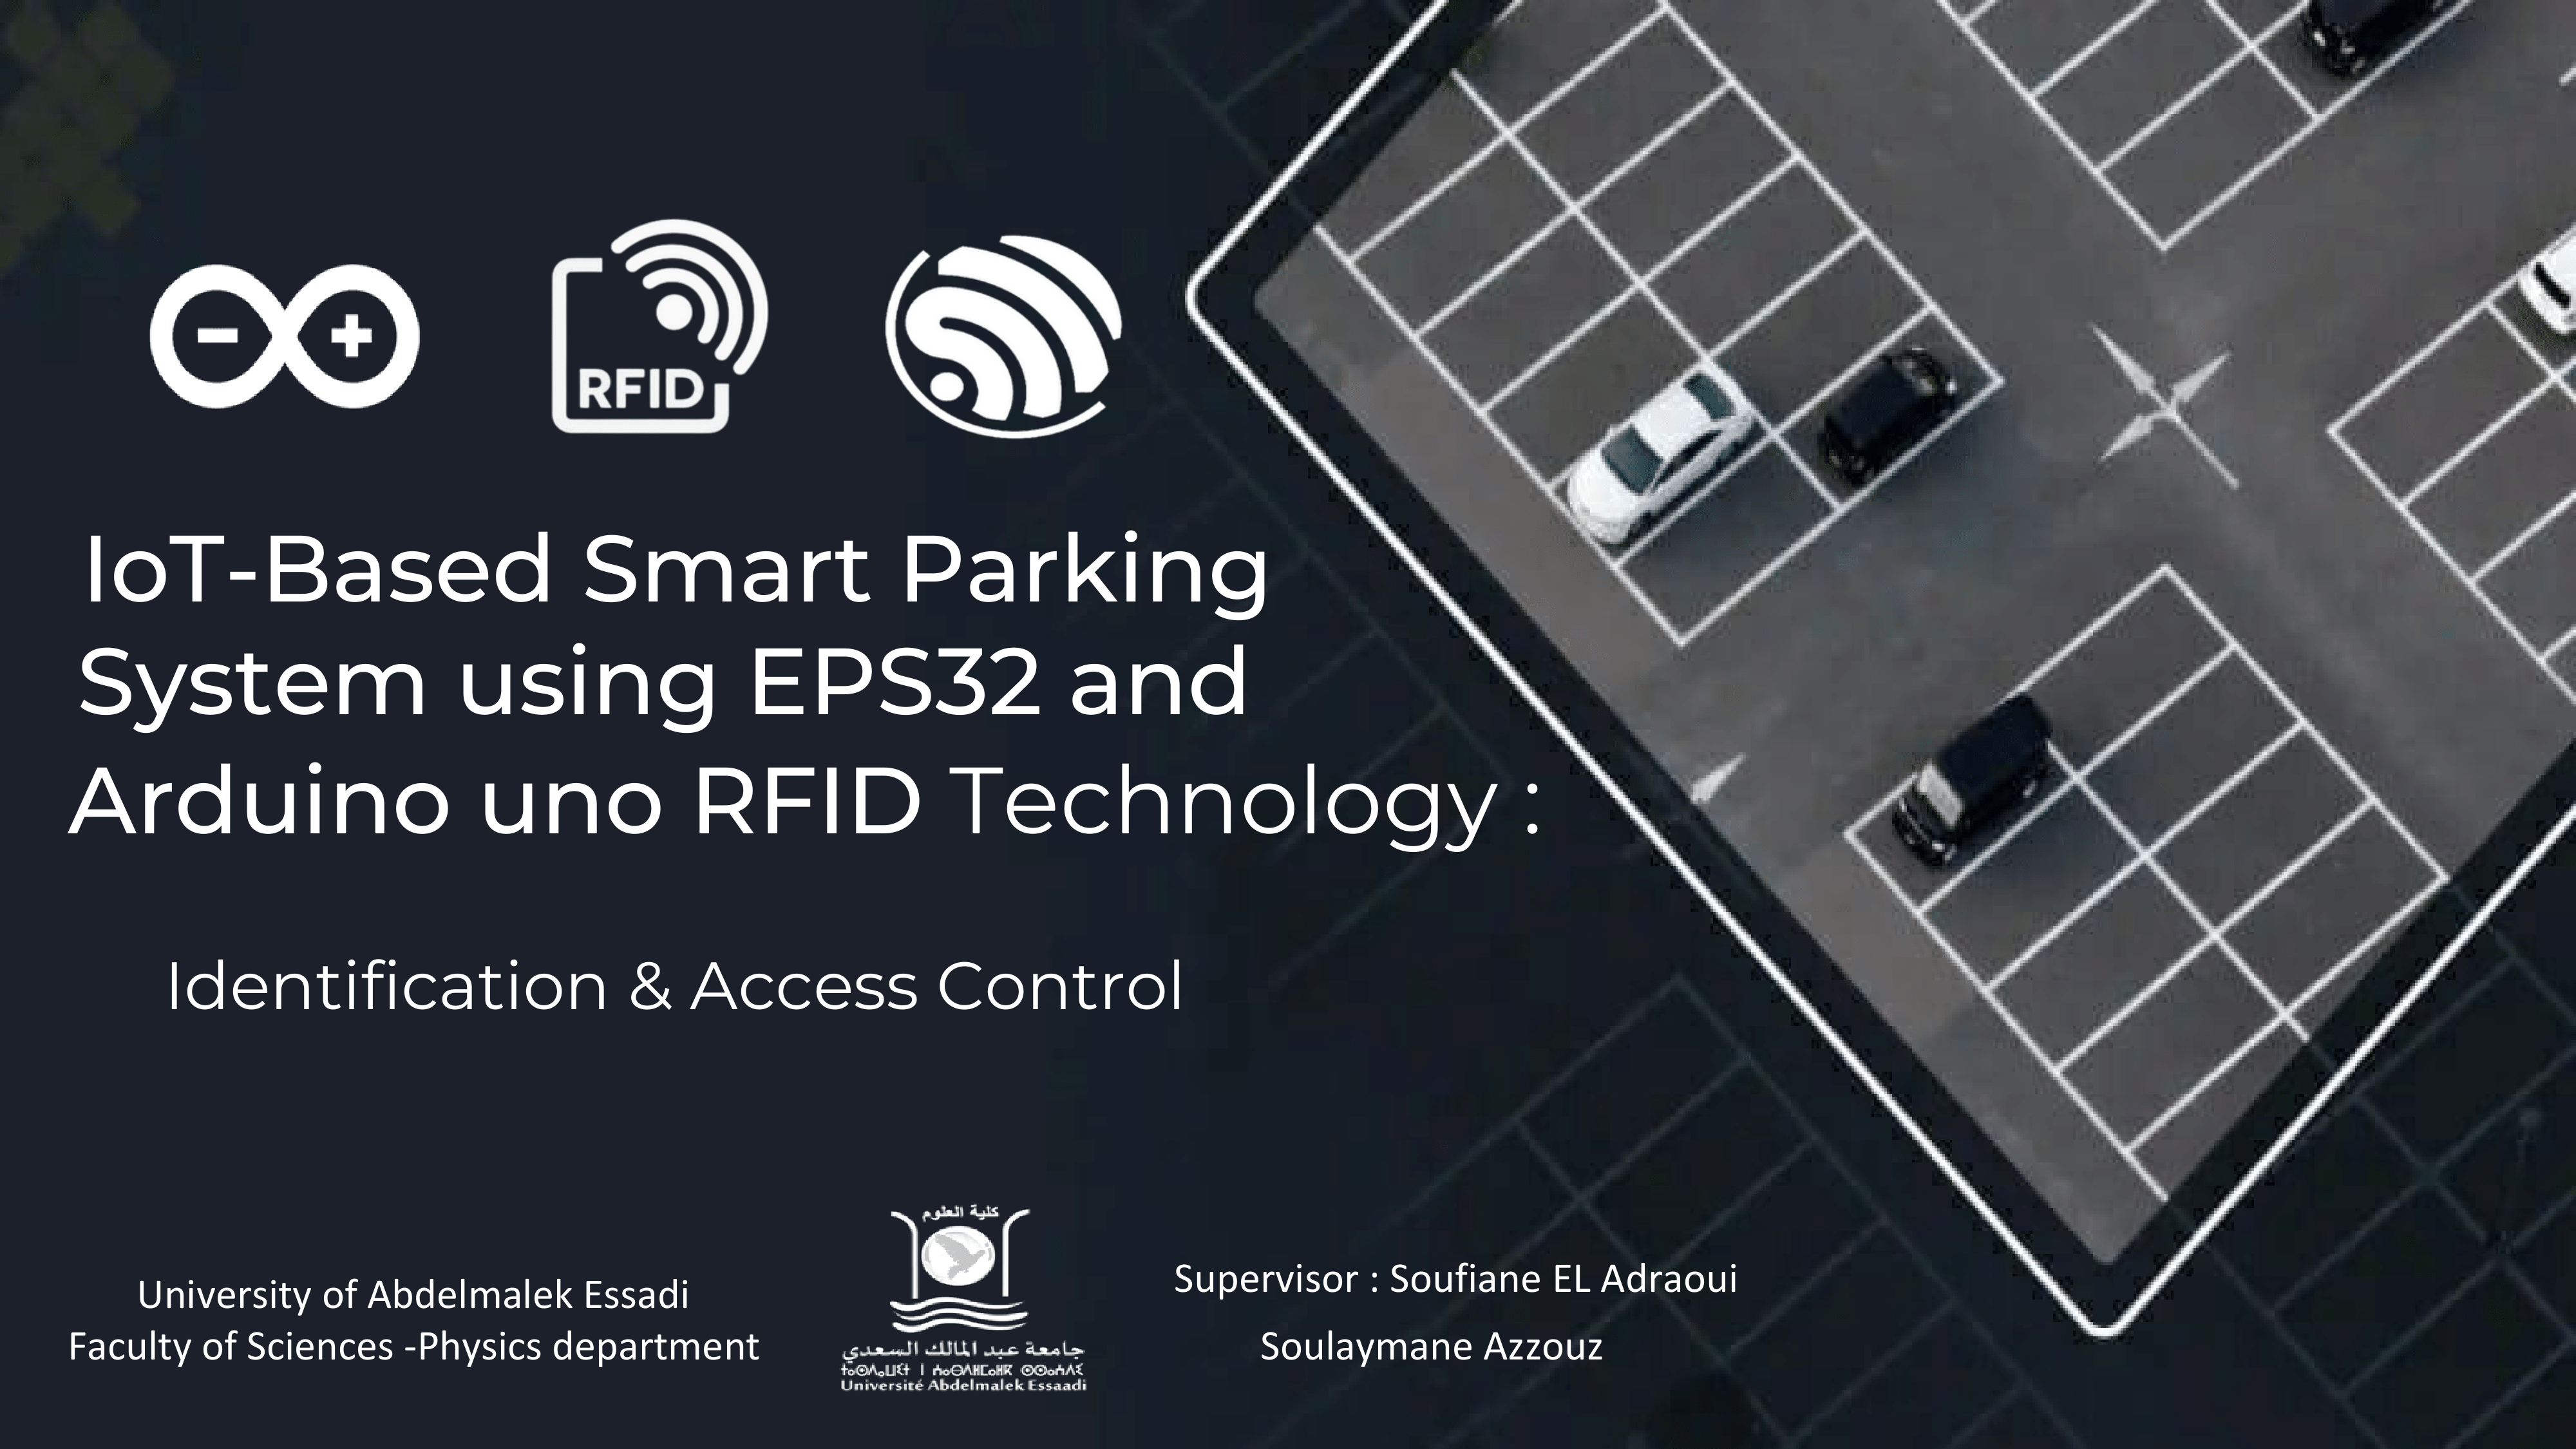 RFID
IoT-Based Smart Parking
System using EPS32 and
Arduino uno RFID Technology :
Identification & Access Control
University of Abdelmalek Essadi
Faculty of Sciences -Physics department
كلية العلوم
جامعة عبد المالك السعدي
Université Abdelmalek Essaadi
Supervisor : Soufiane EL Adraoui
Soulaymane Azzouz